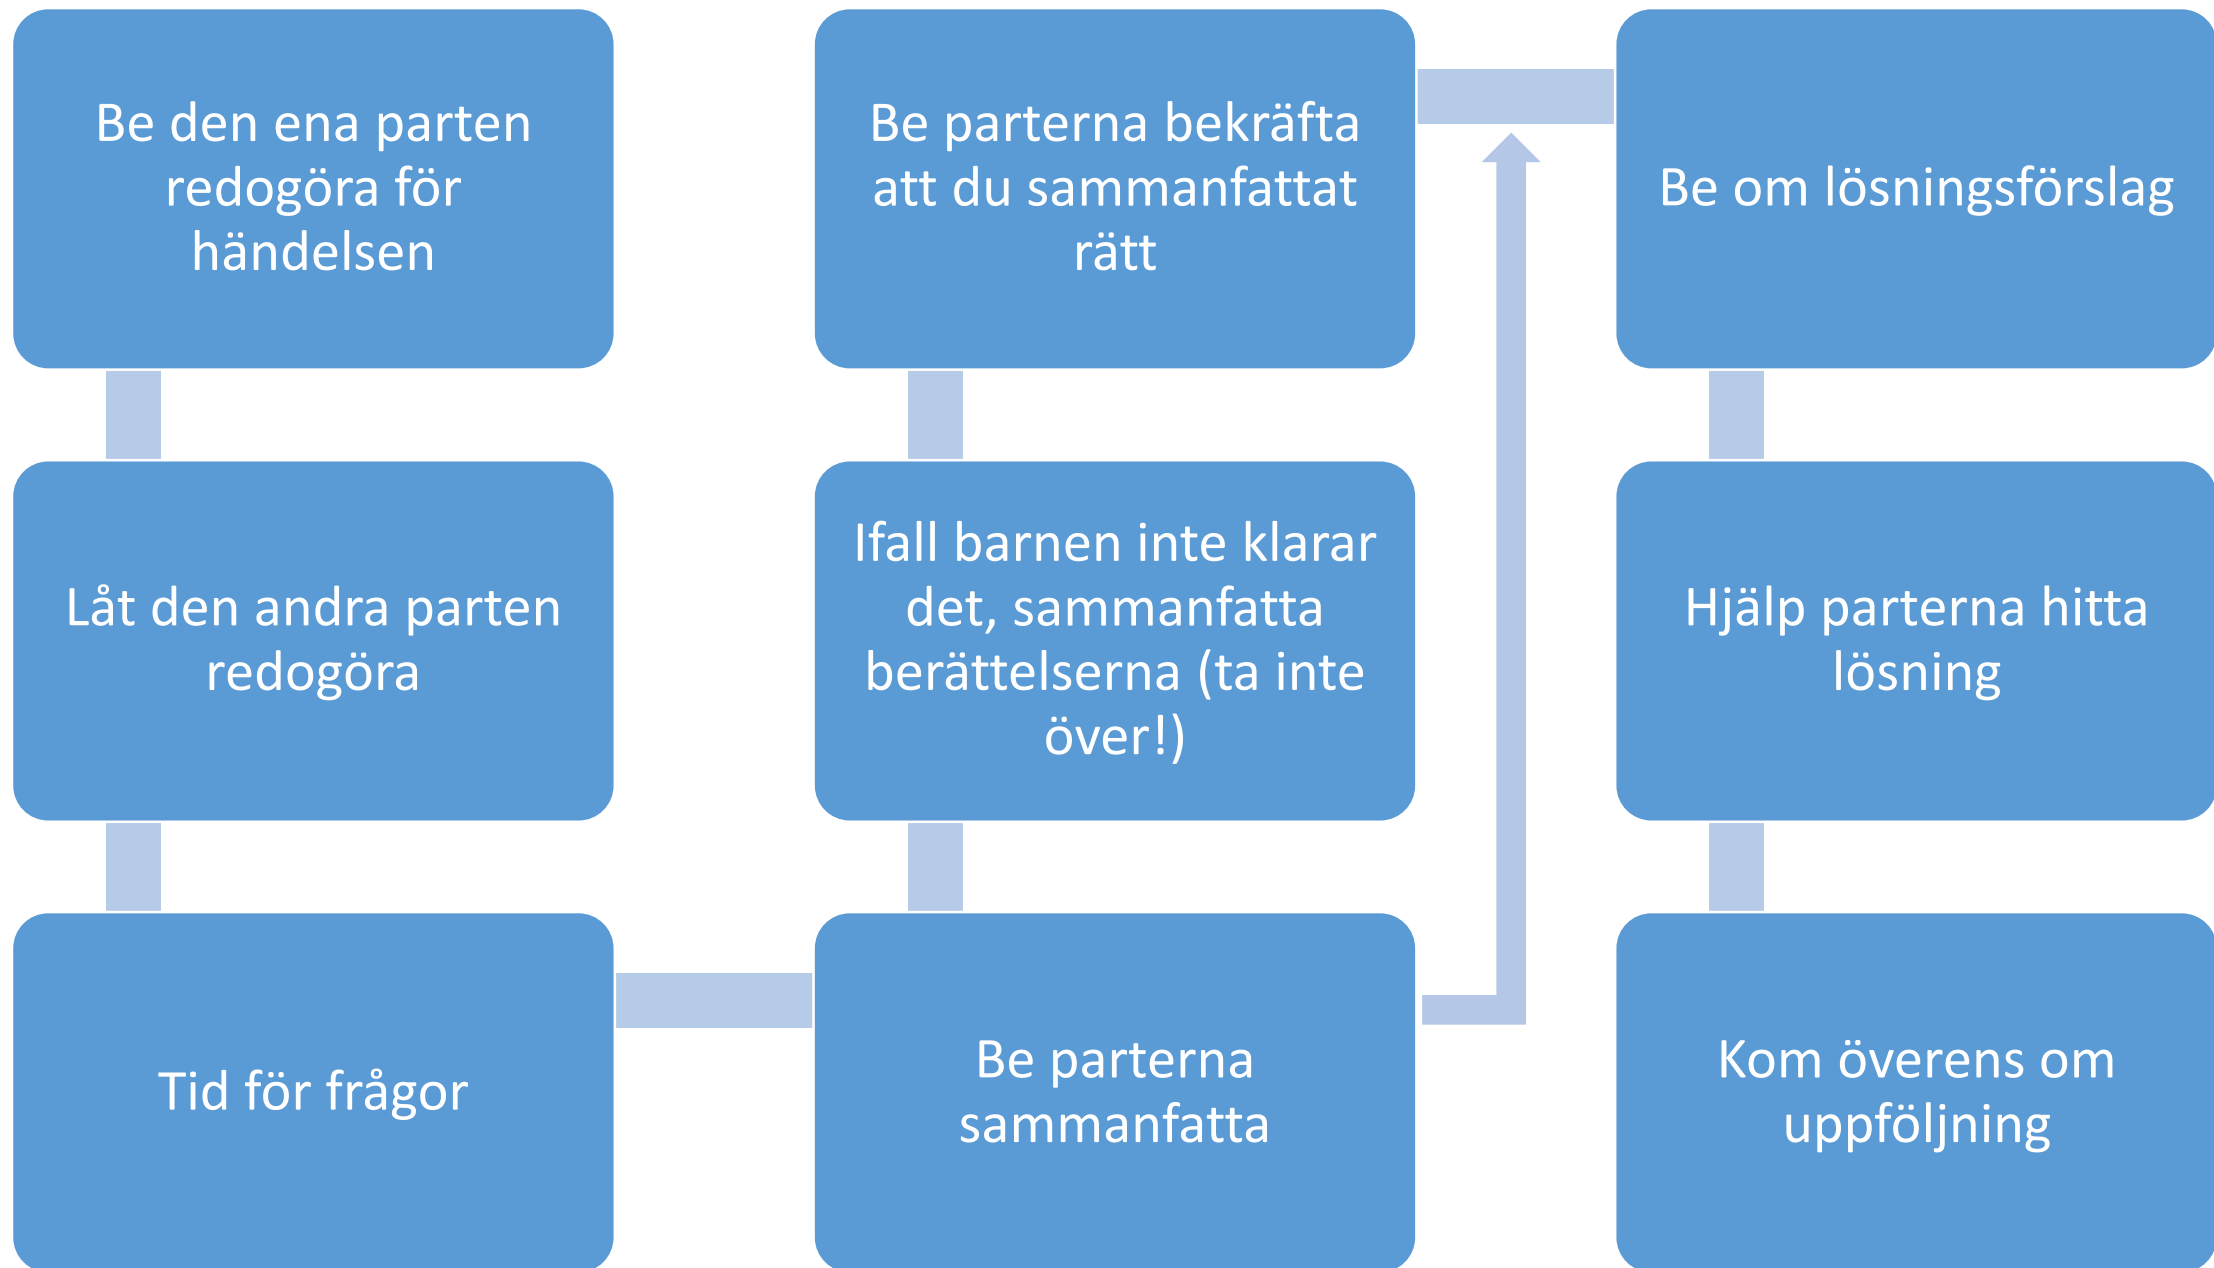 Be den ena parten
redogöra för
händelsen
Låt den andra parten
redogöra
Tid för frågor
Be parterna
sammanfatta
Ifall barnen inte klarar
det, sammanfatta
berättelserna (ta inte
över!)
Be parterna bekräfta
att du sammanfattat
rätt
Be om lösningsförslag
Hjälp parterna hitta
lösning
Kom överens om
uppföljning